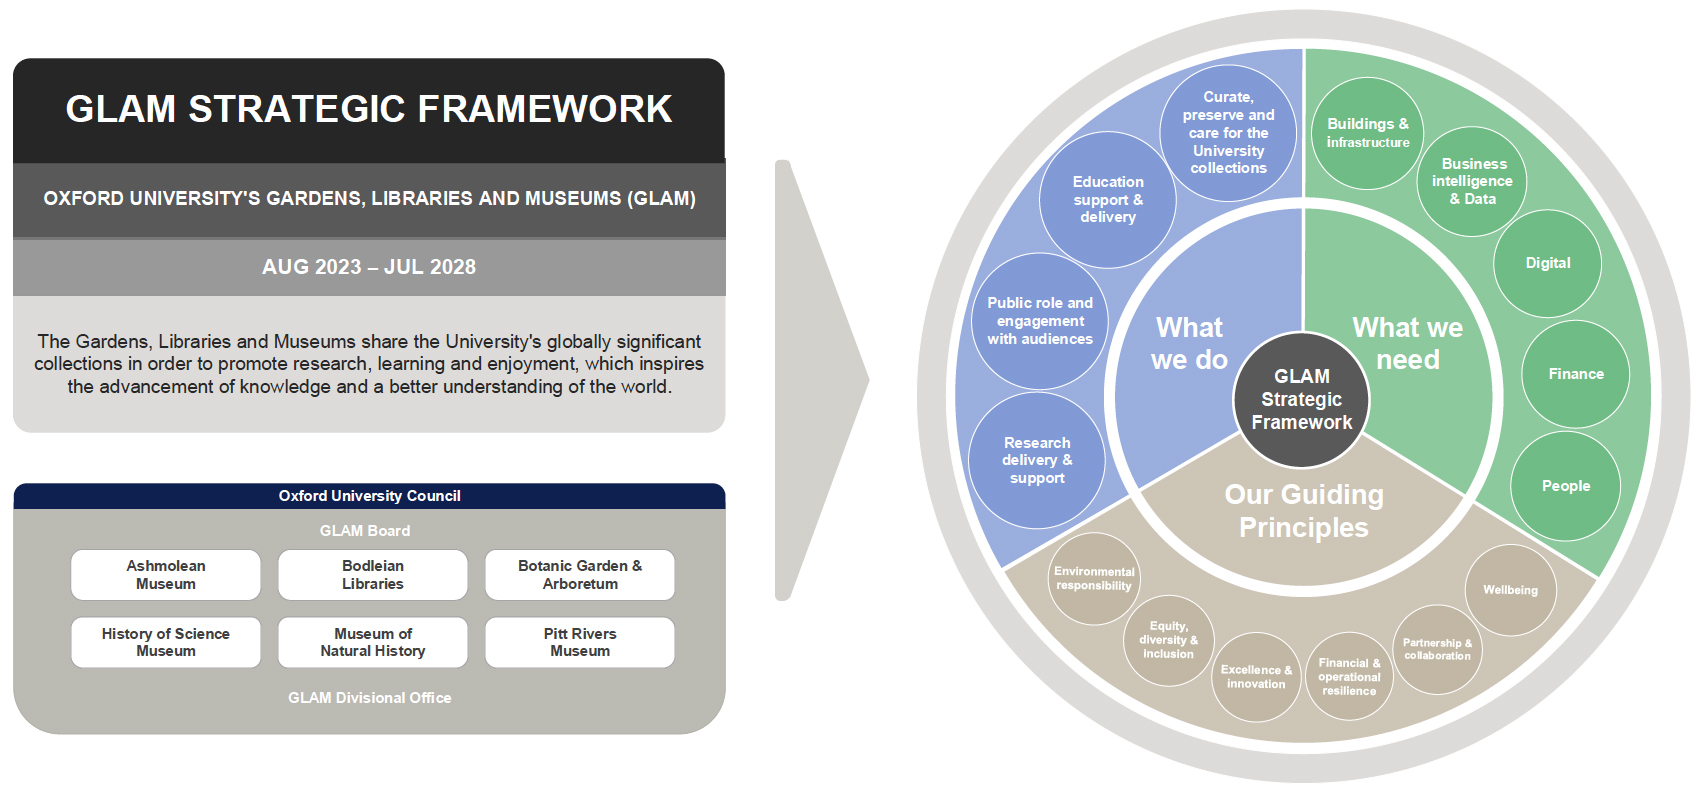 GLAM STRATEGIC FRAMEWORK
OXFORD UNIVERSITY'S GARDENS, LIBRARIES AND MUSEUMS (GLAM)
AUG 2023 – JUL 2028
The Gardens, Libraries and Museums share the University's globally significant
collections in order to promote research, learning and enjoyment, which inspires
the advancement of knowledge and a better understanding of the world.
Oxford University Council
GLAM Board
Ashmolean
Museum
Bodleian
Libraries
Botanic Garden &
Arboretum
History of Science
Museum
Museum of
Natural History
Pitt Rivers
Museum
GLAM Divisional Office
GLAM
Strategic
Framework
What
we do
Curate,
preserve and
care for the
University
collections
Education
support &
delivery
Public role and
engagement
with audiences
Research
delivery &
support
What we
need
Buildings &
infrastructure
Business
intelligence
& Data
Digital
Finance
People
Our Guiding
Principles
Environmental
responsibility
Equity,
diversity &
inclusion
Excellence &
innovation
Financial &
operational
resilience
Partnership &
collaboration
Wellbeing